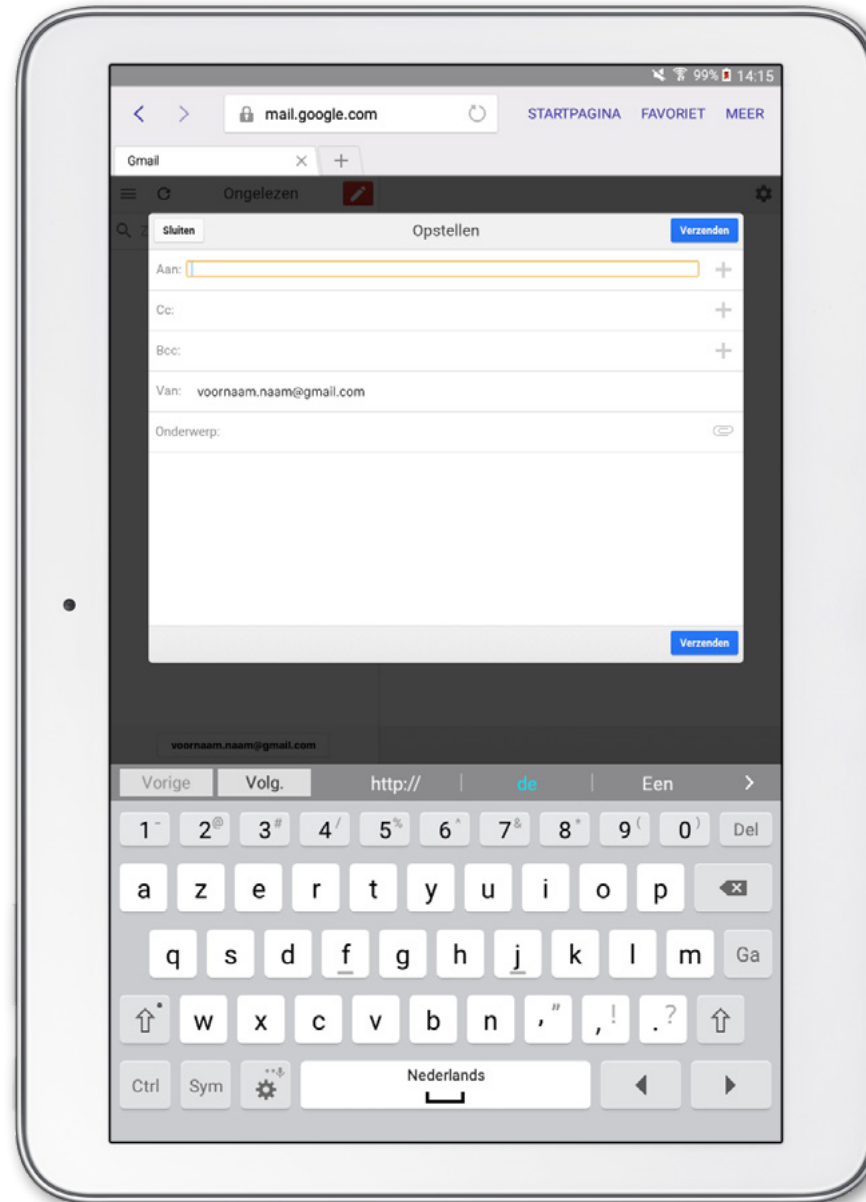 99% 14:15
mail.google.com STARTPAGINA FAVORIET MEER
Gmail
Ongelezen
Z
Sluiten Opstellen Verzenden
Aan:
Cc:
Bcc:
Van: voornaam.naam@gmail.com
Onderwerp:
Verzenden
voornaam.naam@gmail.com
Vorige Volg. http:// de Een
1 - 2 @ 3 # 4 / 5 % 6 ^ 7 & 8 * 9 ( 0 ) Del
a z e r t y u i o p
q s d f g h j k l m Ga
w x c v b n ' " , ! . ?
Ctrl Sym Nederlands